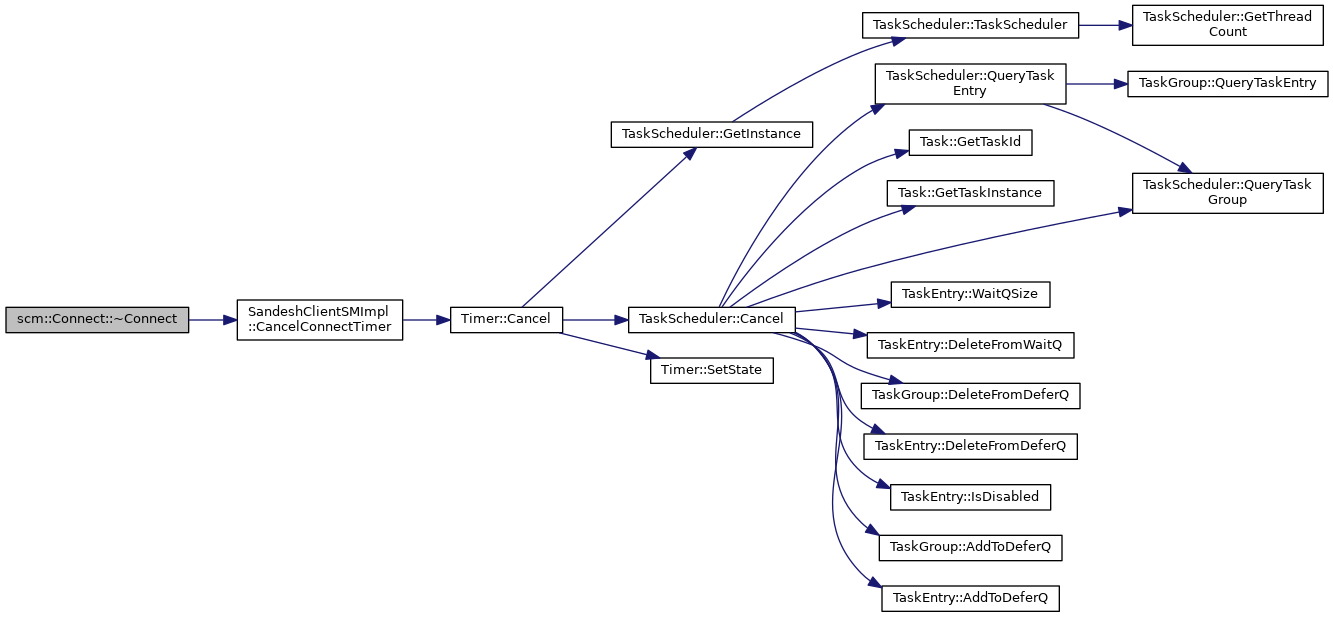 TaskScheduler::TaskScheduler
TaskScheduler::GetThread
Count
TaskScheduler::QueryTask
Entry
TaskGroup::QueryTaskEntry
TaskScheduler::GetInstance
Task::GetTaskId
Task::GetTaskInstance
TaskScheduler::QueryTask
Group
TaskEntry::WaitQSize
scm::Connect::~Connect
SandeshClientSMImpl
::CancelConnectTimer
Timer::Cancel
TaskScheduler::Cancel
TaskEntry::DeleteFromWaitQ
Timer::SetState
TaskGroup::DeleteFromDeferQ
TaskEntry::DeleteFromDeferQ
TaskEntry::IsDisabled
TaskGroup::AddToDeferQ
TaskEntry::AddToDeferQ